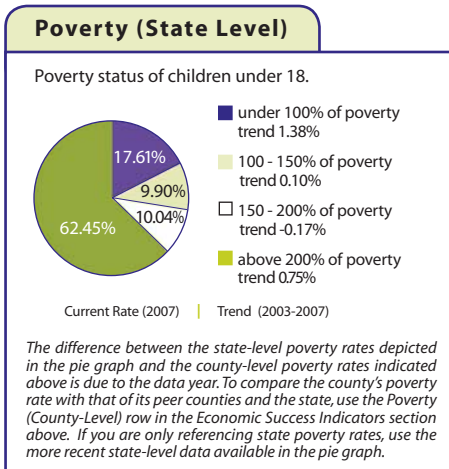 Poverty (State Level)
Poverty status of children under 18.
17.61%
9.90%
10.04%
62.45%
under 100% of poverty
trend 1.38%
100 - 150% of poverty
trend 0.10%
150 - 200% of poverty
trend -0.17%
above 200% of poverty
trend 0.75%
Current Rate (2007) | Trend (2003-2007)
The difference between the state-level poverty rates depicted
in the pie graph and the county-level poverty rates indicated
above is due to the data year. To compare the county's poverty
rate with that of its peer counties and the state, use the Poverty
(County-Level) row in the Economic Success Indicators section
above. If you are only referencing state poverty rates, use the
more recent state-level data available in the pie graph.